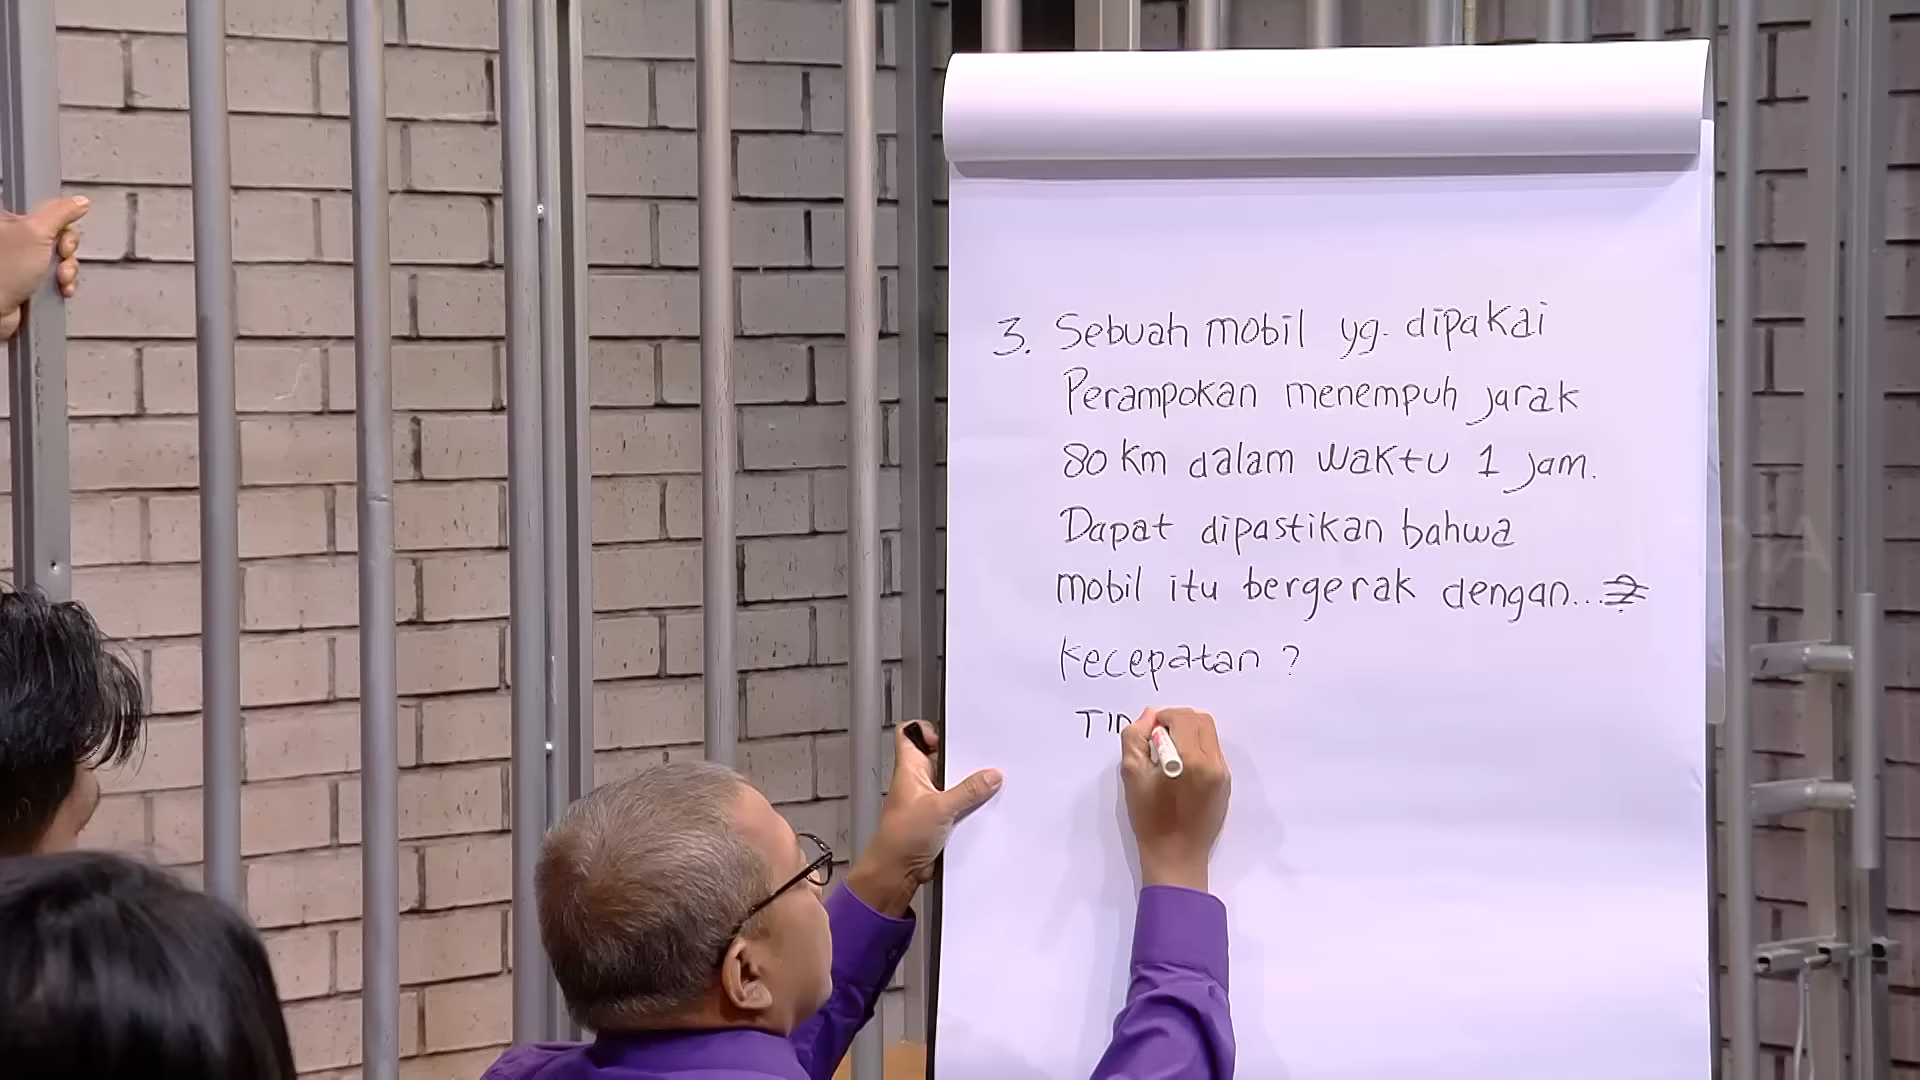 3. Sebuah mobil yg. dipakai
Perampokan menempuh jarak
80 km dalam waktu 1 jam.
Dapat dipastikan bahwa
mobil itu bergerak dengan...
Kecepatan ?